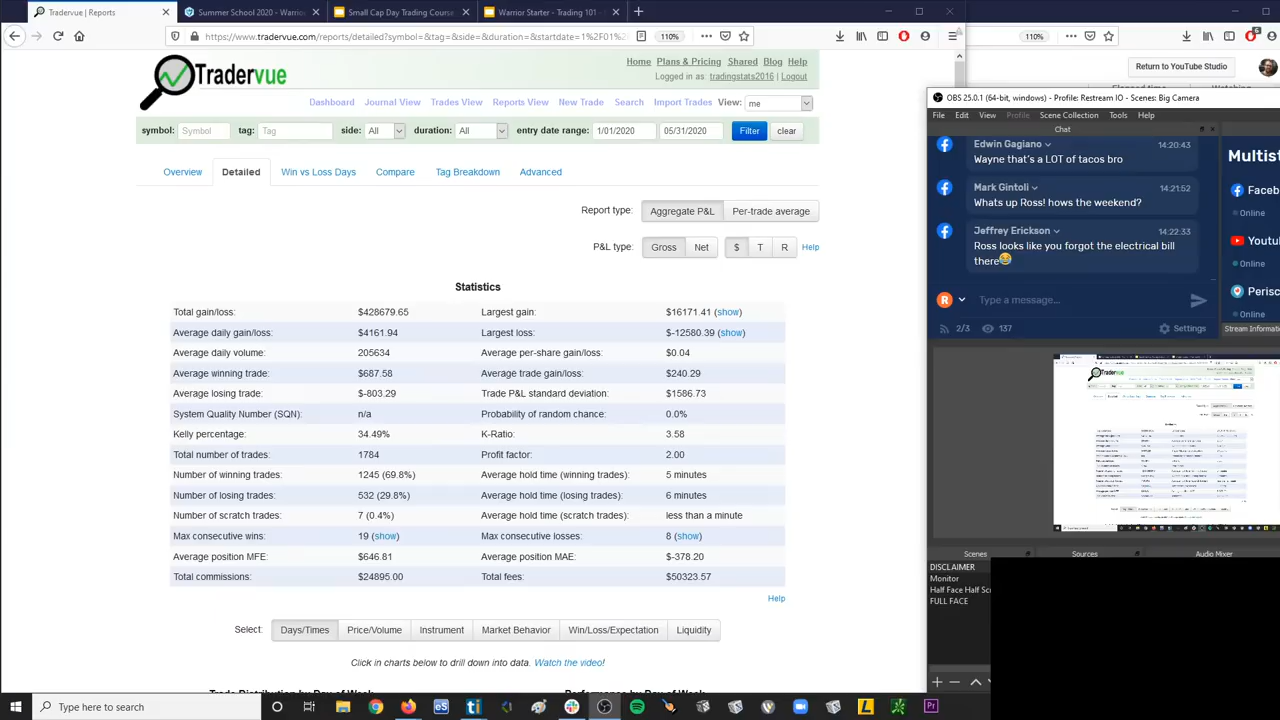 Tradervue | Reports
Summer School 2020 - Warrior
Small Cap Day Trading Course
Warrior Starter - Trading 101 -
https://www.tradervue.com/reports/detailed?symbol=&tag=&side=&duration=&startdate=1%2F01%
110%
110%
Tradervue
Home Plans & Pricing Shared Blog Help
Logged in as: tradingstats2016 | Logout
Dashboard Journal View Trades View Reports View New Trade Search Import Trades View: me
symbol: Symbol tag: Tag side: All duration: All entry date range: 1/01/2020 05/31/2020 Filter clear
Overview Detailed Win vs Loss Days Compare Tag Breakdown Advanced
Report type: Aggregate P&L Per-trade average
P&L type: Gross Net $ T R Help
Statistics
Total gain/loss: $428679.65 Largest gain: $16171.41 (show)
Average daily gain/loss: $4161.94 Largest loss: $-12580.39 (show)
Average daily volume: 205634 Average per-share gain/loss: $0.04
Average winning trade: $687.58 Average trade gain/loss: $240.29
Average losing trade: $-803.29 Trade P&L standard deviation: $1586.73
System Quality Number (SQN): n/a Probability of random chance: 0.0%
Kelly percentage: 34.49% K-Ratio: 3.58
Total number of trades: 1784 Profit factor: 2.00
Number of winning trades: 1245 Average hold time (winning trades): minutes
Number of losing trades: 532 (29.8%) Average hold time (losing trades): 6 minutes
Number of scratch trades: 7 (0.4%) Average hold time (scratch trades): less than minute
Max consecutive wins: 19 (show) Max consecutive losses: 8 (show)
Average position MFE: $646.81 Average position MAE: $-378.20
Total commissions: $24895.00 Total fees: $50323.57
Help
Select: Days/Times Price/Volume Instrument Market Behavior Win/Loss/Expectation Liquidity
Click in charts below to drill down into data. Watch the video!
Type here to search
Return to YouTube Studio
OBS 25.0.1 (64-bit, windows) - Profile: Restream IO - Scenes: Big Camera
File Edit View Profile Scene Collection Tools Help
Chat
Edwin Gagiano 14:20:43
Wayne that's a LOT of tacos bro
Mark Gintoli 14:21:52
Whats up Ross! hows the weekend?
Jeffrey Erickson 14:22:33
Ross looks like you forgot the electrical bill
there
R Type a message...
2/3 137 Settings
Multist
Faceb
Online
Youtu
Online
Perisc
Online
Stream Informatio
Scenes Sources Audio Mixer
DISCLAIMER
Monitor
Half Face Half Scr
FULL FACE